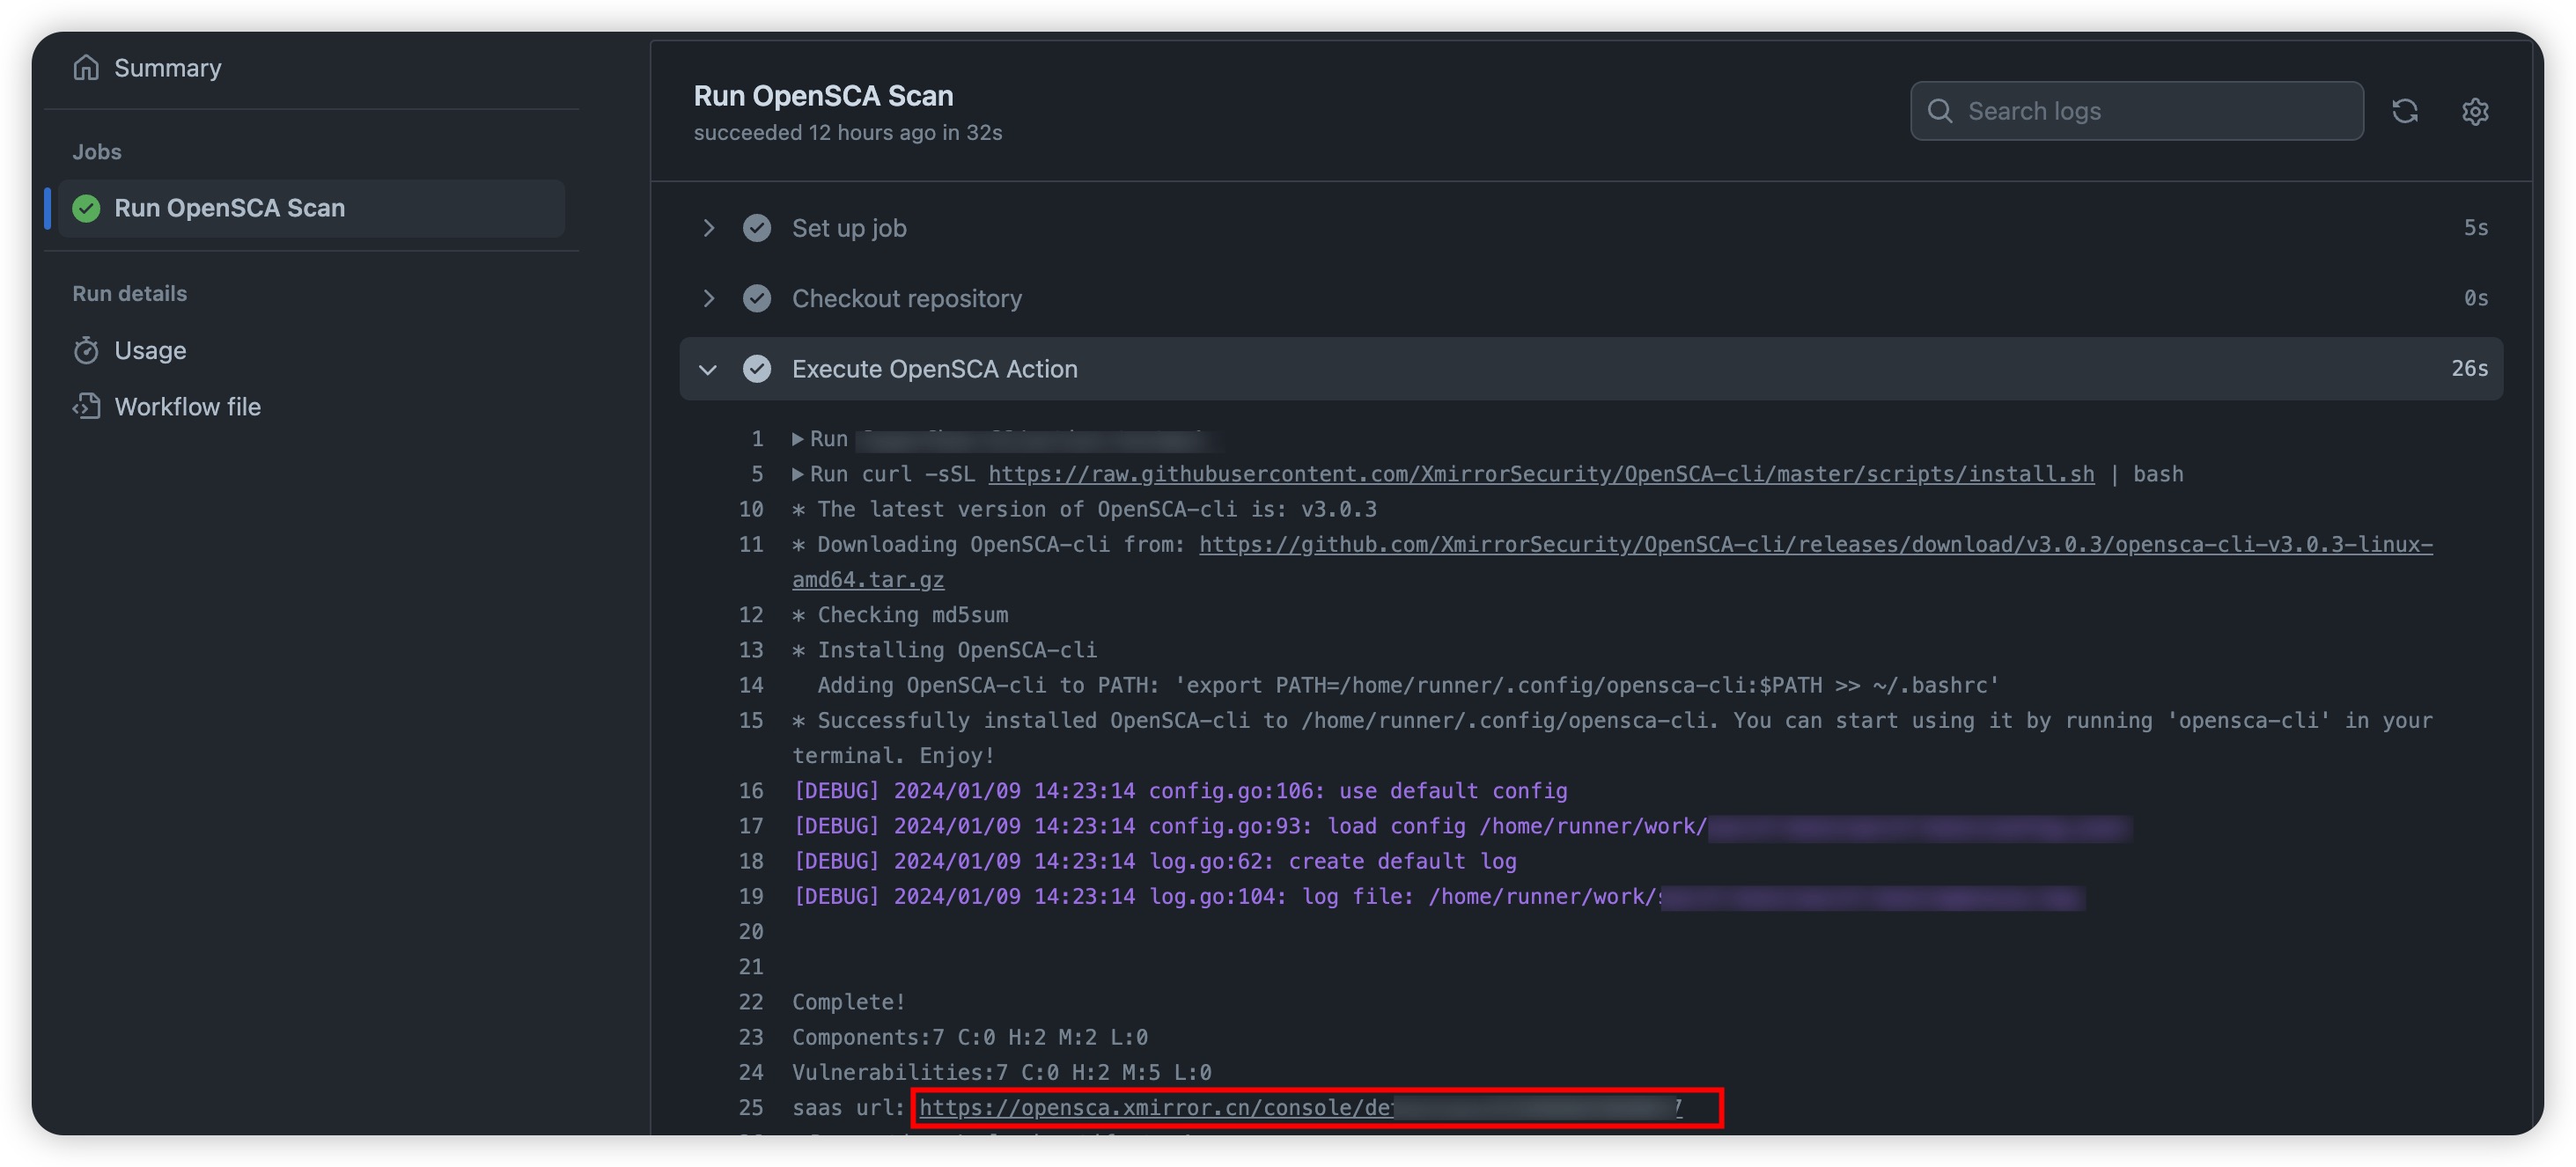 Summary
Jobs
Run OpenSCA Scan
Run details
Usage
Workflow file
Run OpenSCA Scan
succeeded 12 hours ago in 32s
Search logs
Set up job 5s
Checkout repository 0s
Execute OpenSCA Action 26s
1 Run
5 Run curl -sSL https://raw.githubusercontent.com/XmirrorSecurity/OpenSCA-cli/master/scripts/install.sh | bash
10 * The latest version of OpenSCA-cli is: v3.0.3
11 * Downloading OpenSCA-cli from: https://github.com/XmirrorSecurity/OpenSCA-cli/releases/download/v3.0.3/opensca-cli-v3.0.3-linux-
amd64.tar.gz
12 * Checking md5sum
13 * Installing OpenSCA-cli
14 Adding OpenSCA-cli to PATH: 'export PATH=/home/runner/.config/opensca-cli:$PATH >> ~/.bashrc'
15 * Successfully installed OpenSCA-cli to /home/runner/.config/opensca-cli. You can start using it by running 'opensca-cli' in your
terminal. Enjoy!
16 [DEBUG] 2024/01/09 14:23:14 config.go:106: use default config
17 [DEBUG] 2024/01/09 14:23:14 config.go:93: load config /home/runner/work/
18 [DEBUG] 2024/01/09 14:23:14 log.go:62: create default log
19 [DEBUG] 2024/01/09 14:23:14 log.go:104: log file: /home/runner/work/
20
21
22 Complete!
23 Components:7 C:0 H:2 M:2 L:0
24 Vulnerabilities:7 C:0 H:2 M:5 L:0
25 saas url: https://opensca.xmirror.cn/console/de